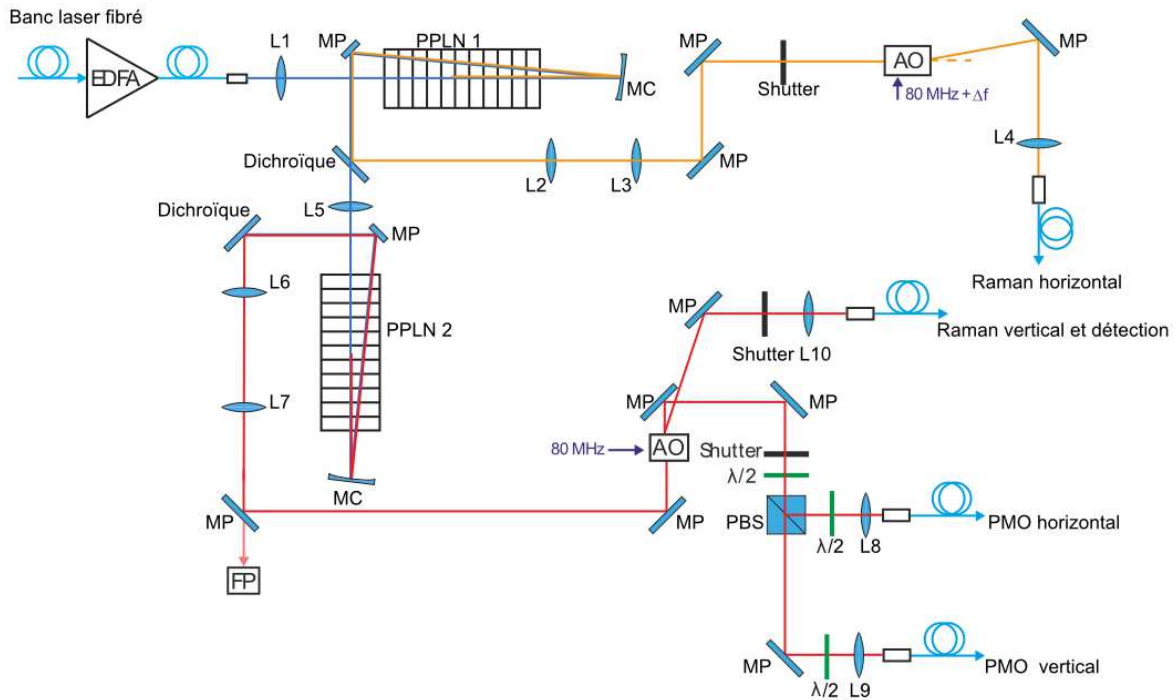 Banc laser fibré
EDFA
L1
MP
PPLN 1
MC
MP
Shutter
AO
80 MHz + Δf
MP
L4
Raman horizontal
Dichroïque
L2
L3
MP
Dichroïque
L5
MP
L6
PPLN 2
L7
MC
MP
FP
MP
Shutter L10
Raman vertical et détection
MP
MP
80 MHz
AO
Shutter
λ/2
MP
PBS
λ/2
L8
PMO horizontal
MP
λ/2
L9
PMO vertical